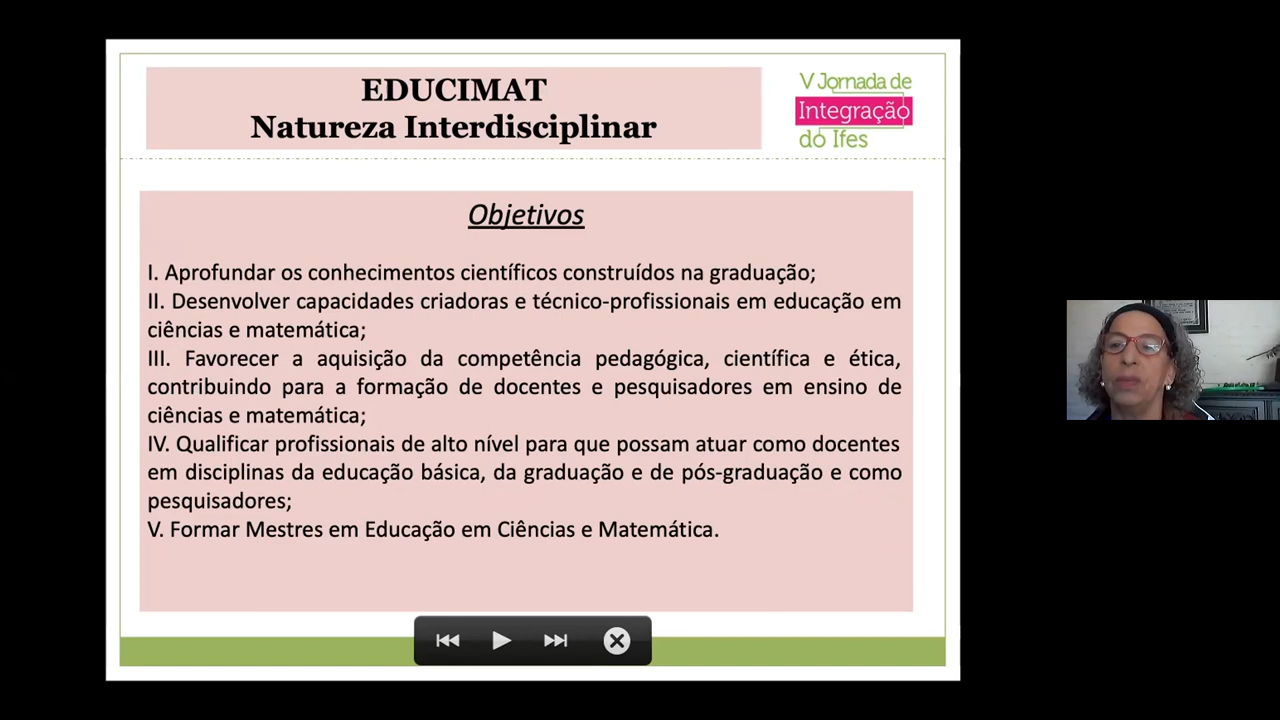 EDUCIMAT
Natureza Interdisciplinar
V Jornada de
Integração
do Ifes
Objetivos
I. Aprofundar os conhecimentos científicos construídos na graduação;
II. Desenvolver capacidades criadoras e técnico-profissionais em educação em
ciências e matemática;
III. Favorecer a aquisição da competência pedagógica, científica e ética,
contribuindo para a formação de docentes e pesquisadores em ensino de
ciências e matemática;
IV. Qualificar profissionais de alto nível para que possam atuar como docentes
em disciplinas da educação básica, da graduação e de pós-graduação e como
pesquisadores;
V. Formar Mestres em Educação em Ciências e Matemática.